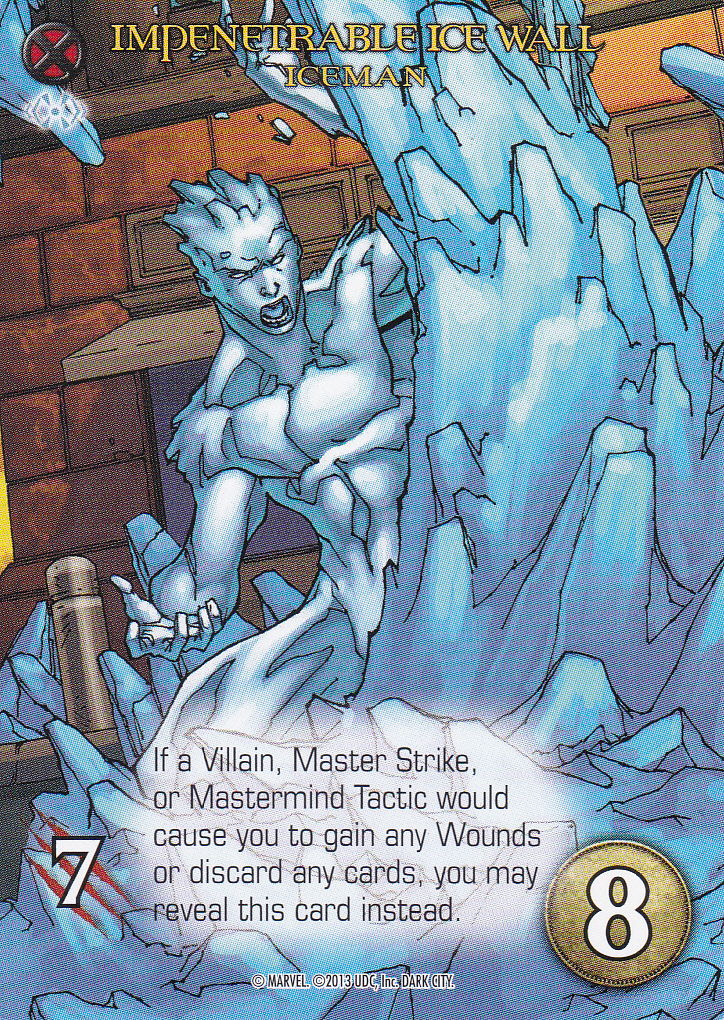 IMPENETRABLE ICE WALL
ICEMAN
If a Villain, Master Strike,
or Mastermind Tactic would
cause you to gain any Wounds
or discard any cards, you may
reveal this card instead.
7
8
© MARVEL. ©2013 UDC, Inc. DARK CITY.